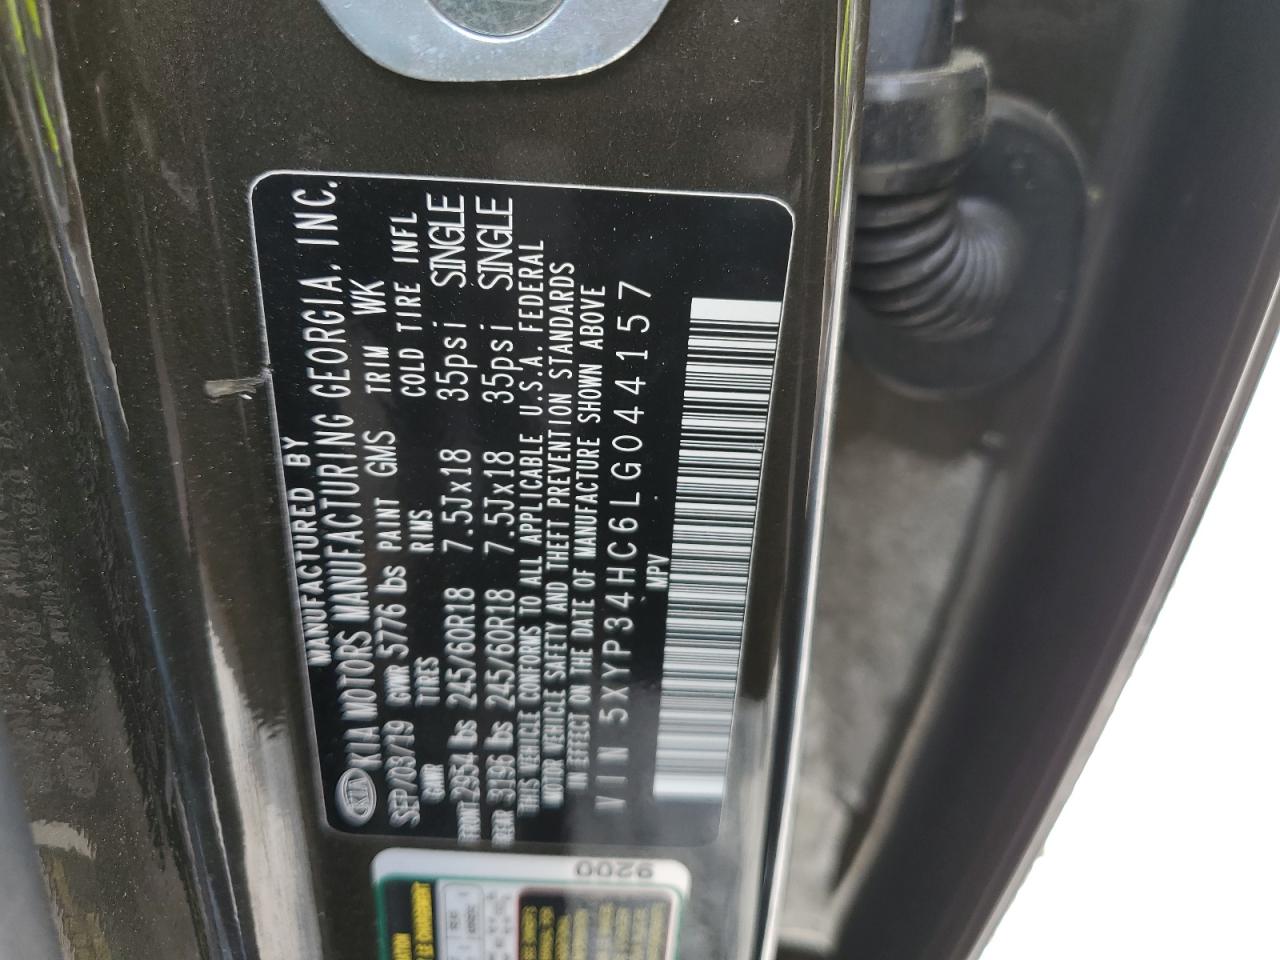 MANUFACTURED BY
KIA KIA MOTORS MANUFACTURING GEORGIA, INC.
SEP/03/19 GVWR 5776 lbs PAINT GMS TRIM WK
GAWR TIRES RIMS COLD TIRE INFL
FRONT 2954 lbs 245/60R18 7.5Jx18 35psi SINGLE
REAR 3196 lbs 245/60R18 7.5Jx18 35psi SINGLE
THIS VEHICLE CONFORMS TO ALL APPLICABLE U.S.A. FEDERAL
MOTOR VEHICLE SAFETY AND THEFT PREVENTION STANDARDS
IN EFFECT ON THE DATE OF MANUFACTURE SHOWN ABOVE
VIN 5XYP34HC6LG044157
MPV
9200